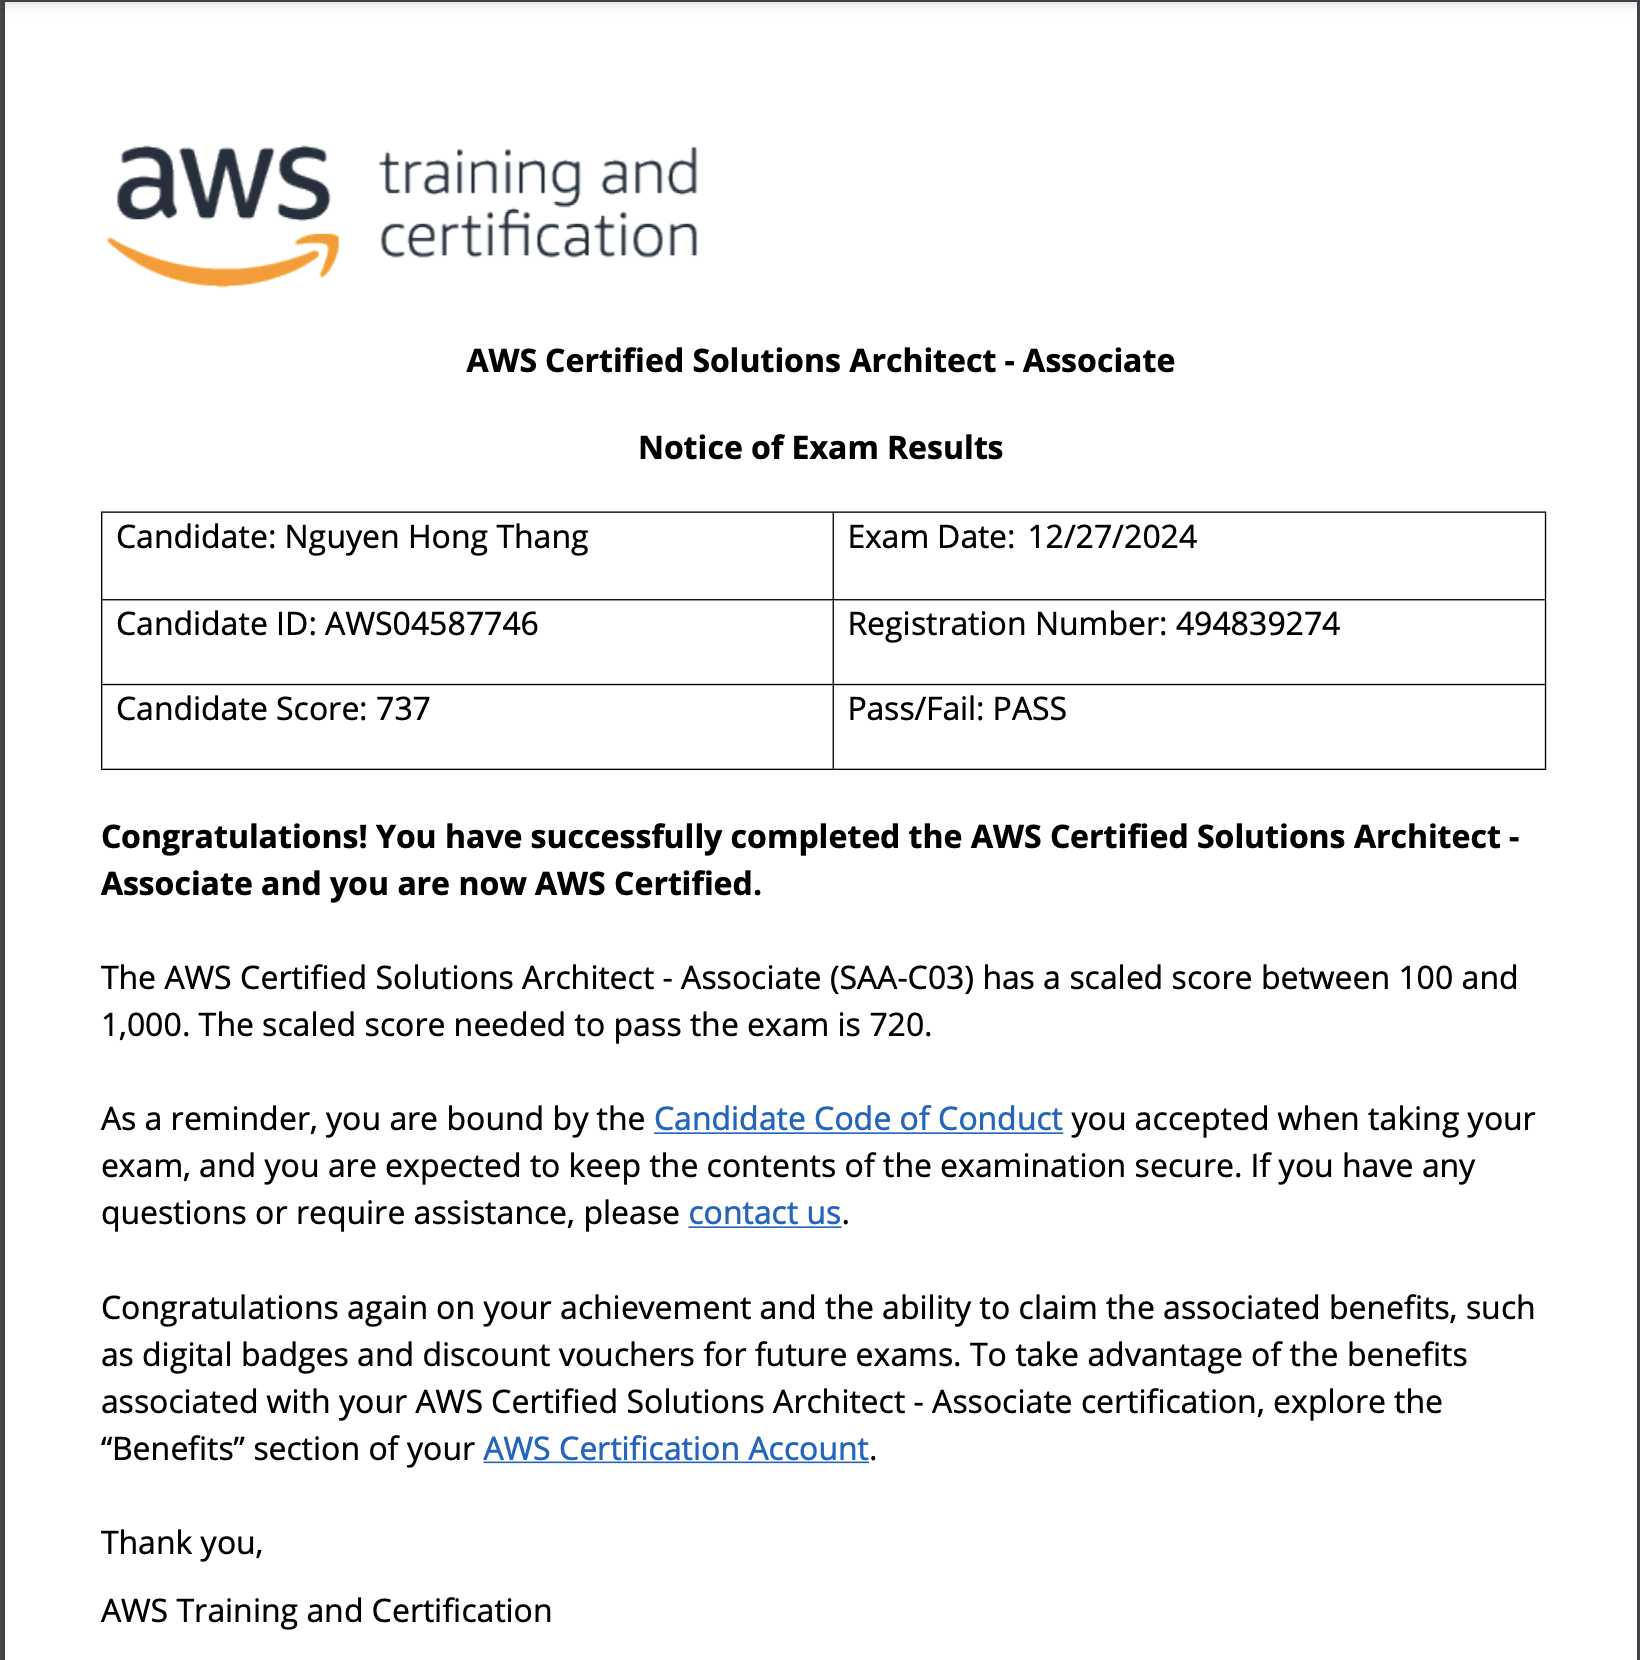 aws training and
certification
AWS Certified Solutions Architect - Associate
Notice of Exam Results
Candidate: Nguyen Hong Thang
Exam Date: 12/27/2024
Candidate ID: AWS04587746
Registration Number: 494839274
Candidate Score: 737
Pass/Fail: PASS
Congratulations! You have successfully completed the AWS Certified Solutions Architect -
Associate and you are now AWS Certified.
The AWS Certified Solutions Architect - Associate (SAA-C03) has a scaled score between 100 and
1,000. The scaled score needed to pass the exam is 720.
As a reminder, you are bound by the Candidate Code of Conduct you accepted when taking your
exam, and you are expected to keep the contents of the examination secure. If you have any
questions or require assistance, please contact us.
Congratulations again on your achievement and the ability to claim the associated benefits, such
as digital badges and discount vouchers for future exams. To take advantage of the benefits
associated with your AWS Certified Solutions Architect - Associate certification, explore the
“Benefits” section of your AWS Certification Account.
Thank you,
AWS Training and Certification